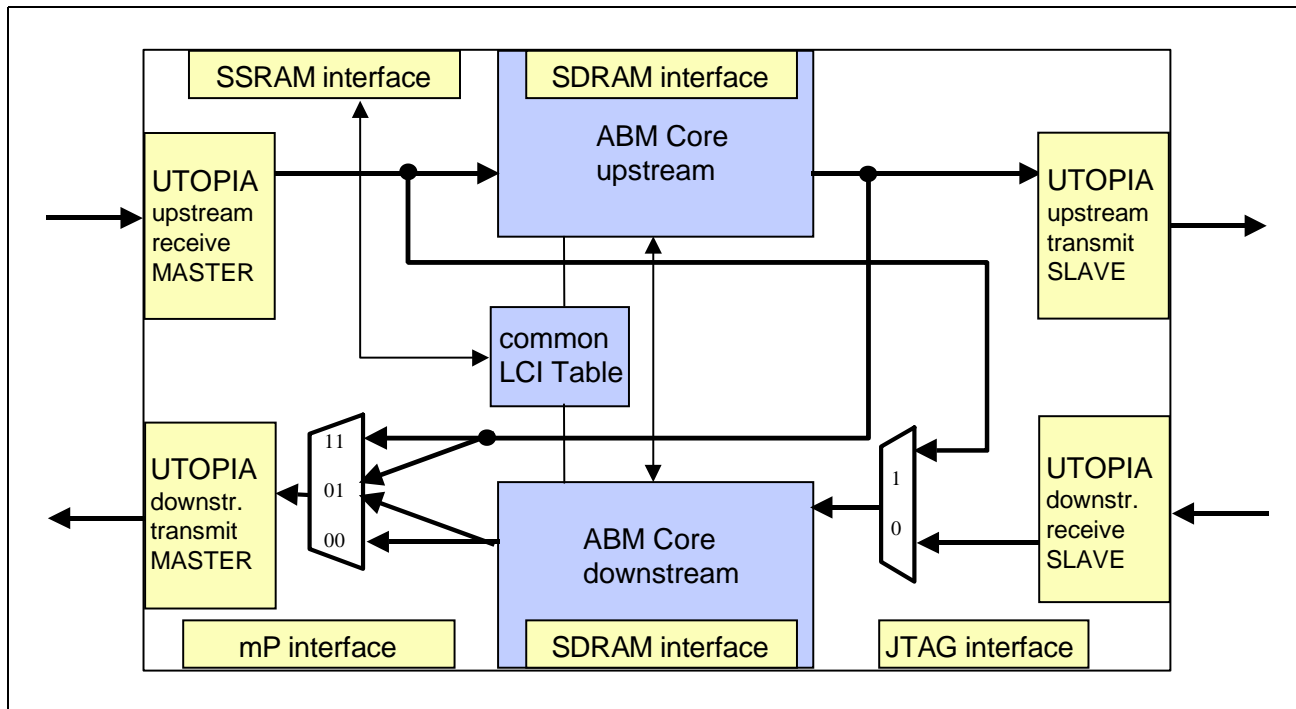 SSRAM interface
SDRAM interface
ABM Core
upstream
UTOPIA
upstream
receive
MASTER
UTOPIA
upstream
transmit
SLAVE
common
LCI Table
UTOPIA
downstr.
transmit
MASTER
11
01
00
ABM Core
downstream
1
0
UTOPIA
downstr.
receive
SLAVE
mP interface
SDRAM interface
JTAG interface